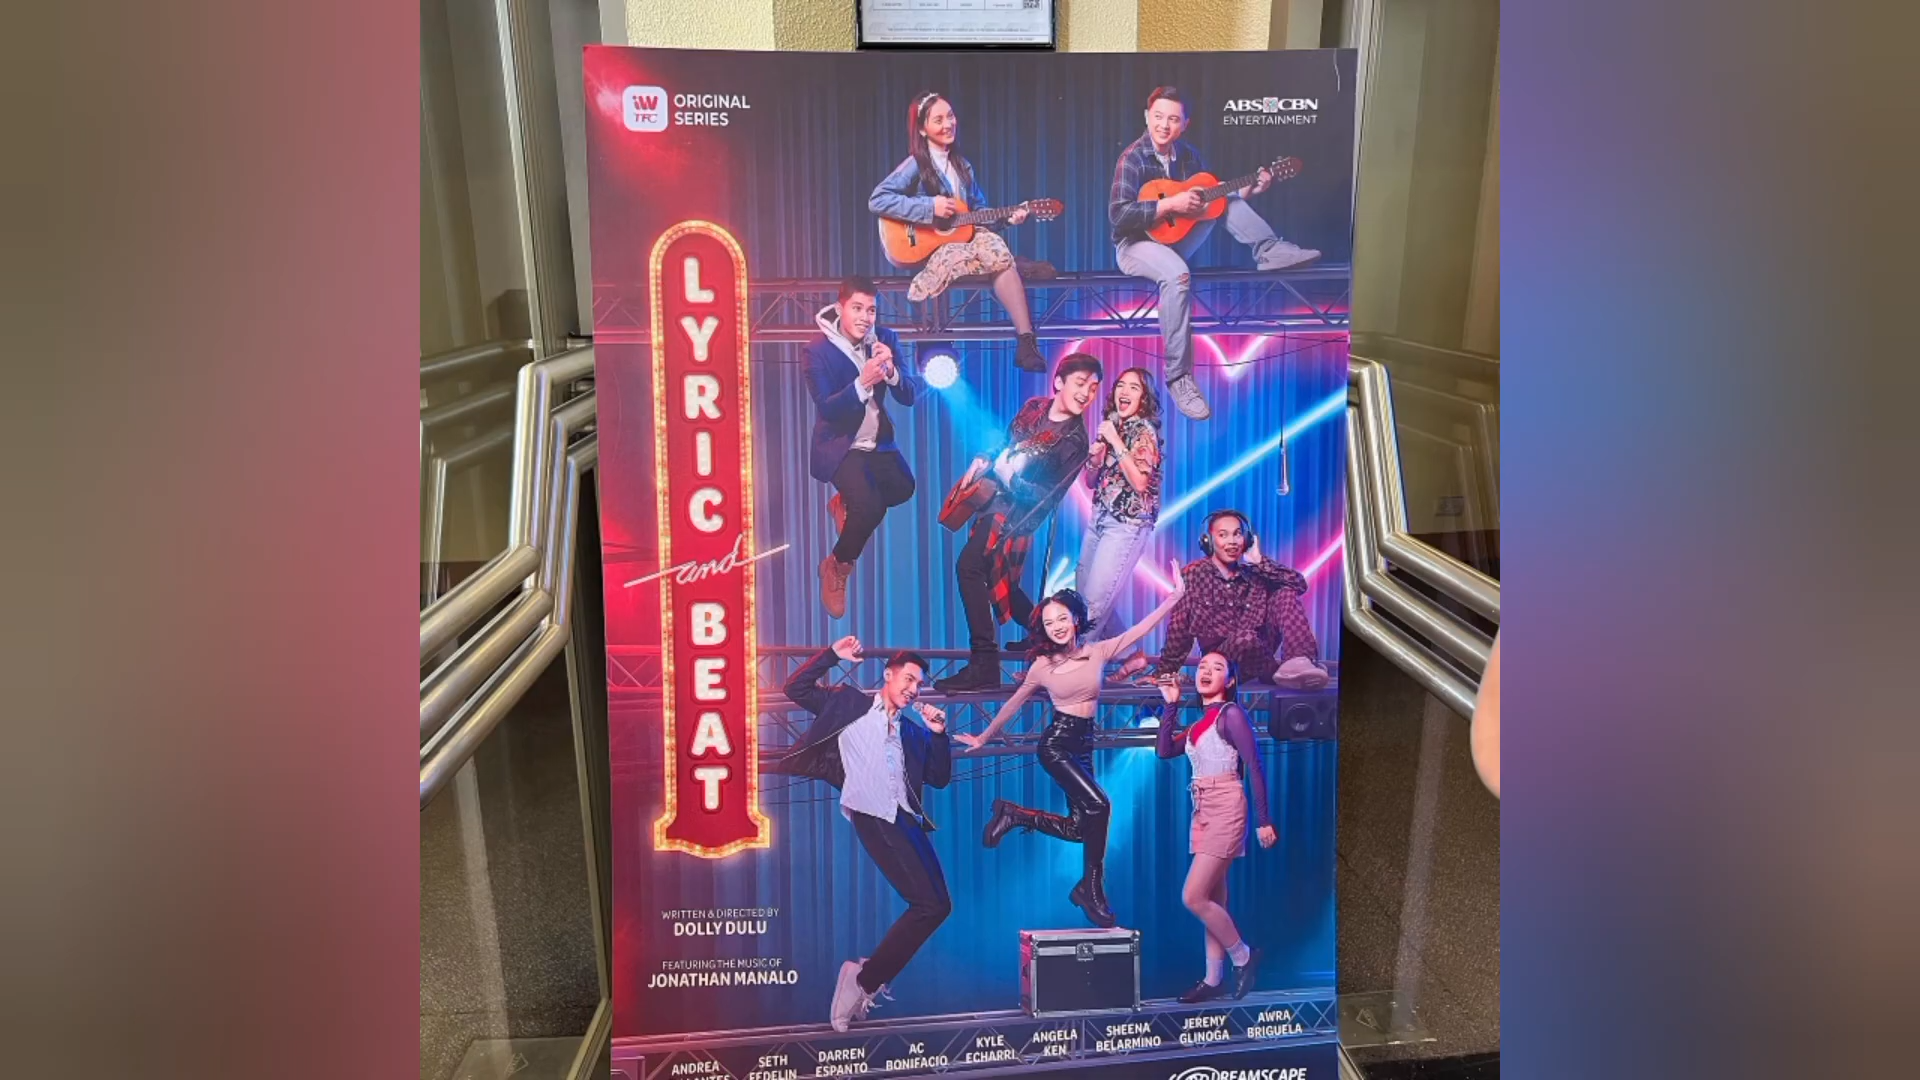 iW
TFC
ORIGINAL
SERIES
ABS CBN
ENTERTAINMENT
LYRIC
and
BEAT
WRITTEN & DIRECTED BY
DOLLY DULU
FEATURING THE MUSIC OF
JONATHAN MANALO
ANDREA
SETH
FEDELIN
DARREN
ESPANTO
AC
BONIFACIO
KYLE
ECHARRI
ANGELA
KEN
SHEENA
BELARMINO
JEREMY
GLINOGA
AWRA
BRIGUELA
DREAMSCAPE